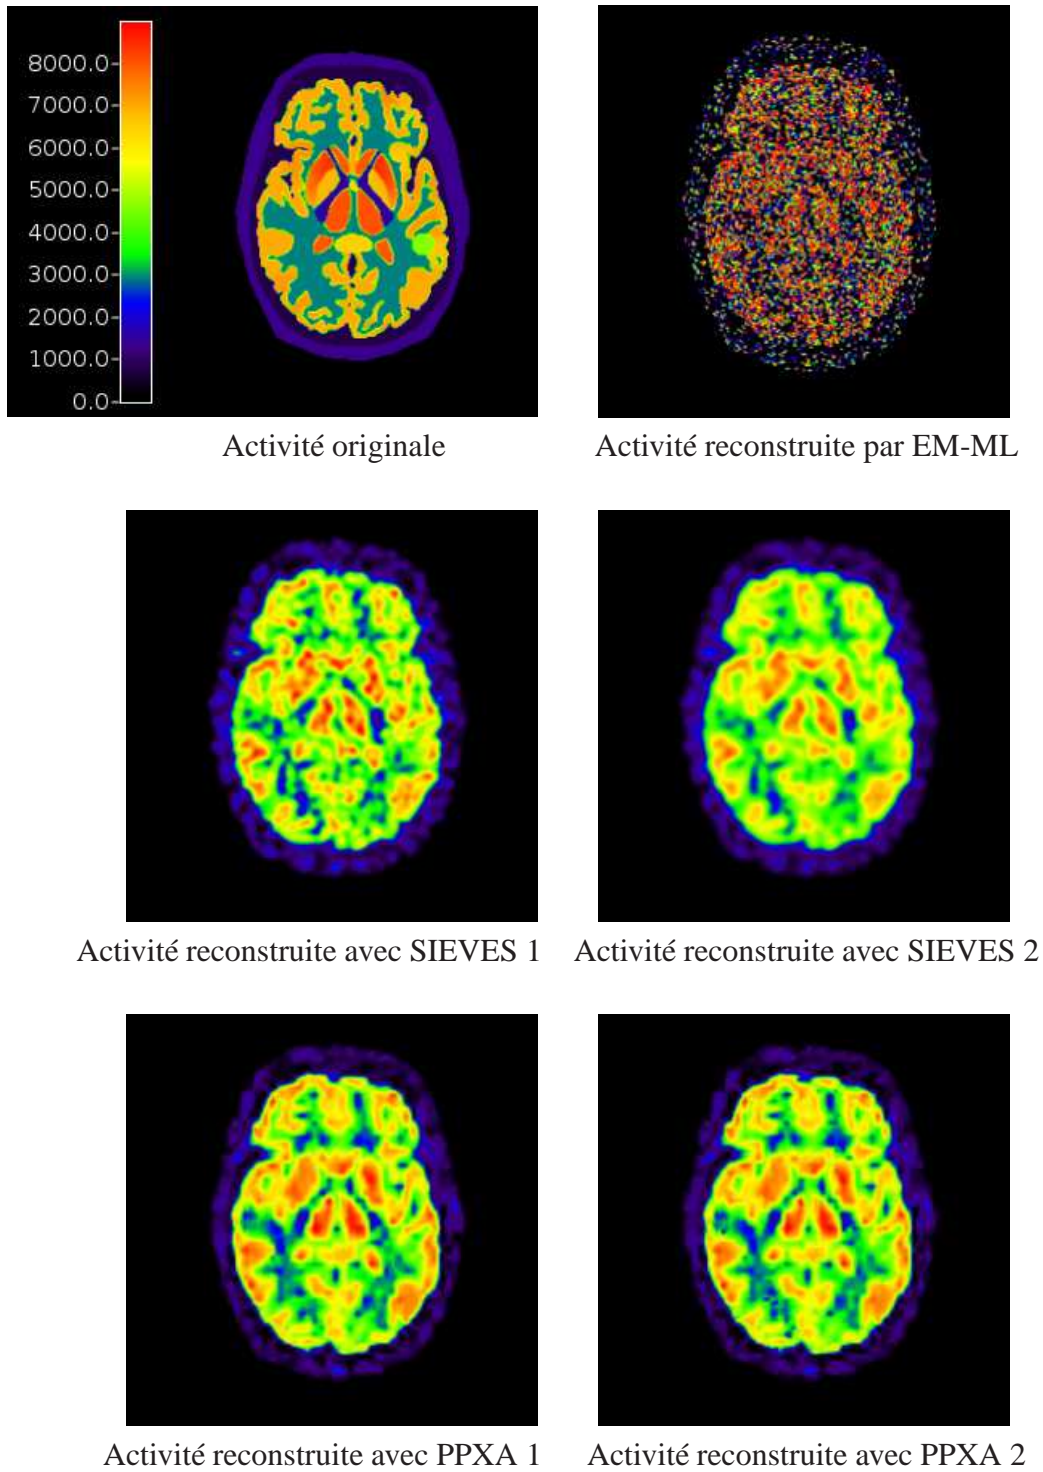 8000.0
7000.0
6000.0
5000.0
4000.0
3000.0
2000.0
1000.0
0.0
Activité originale
Activité reconstruite par EM-ML
Activité reconstruite avec SIEVES 1
Activité reconstruite avec SIEVES 2
Activité reconstruite avec PPXA 1
Activité reconstruite avec PPXA 2